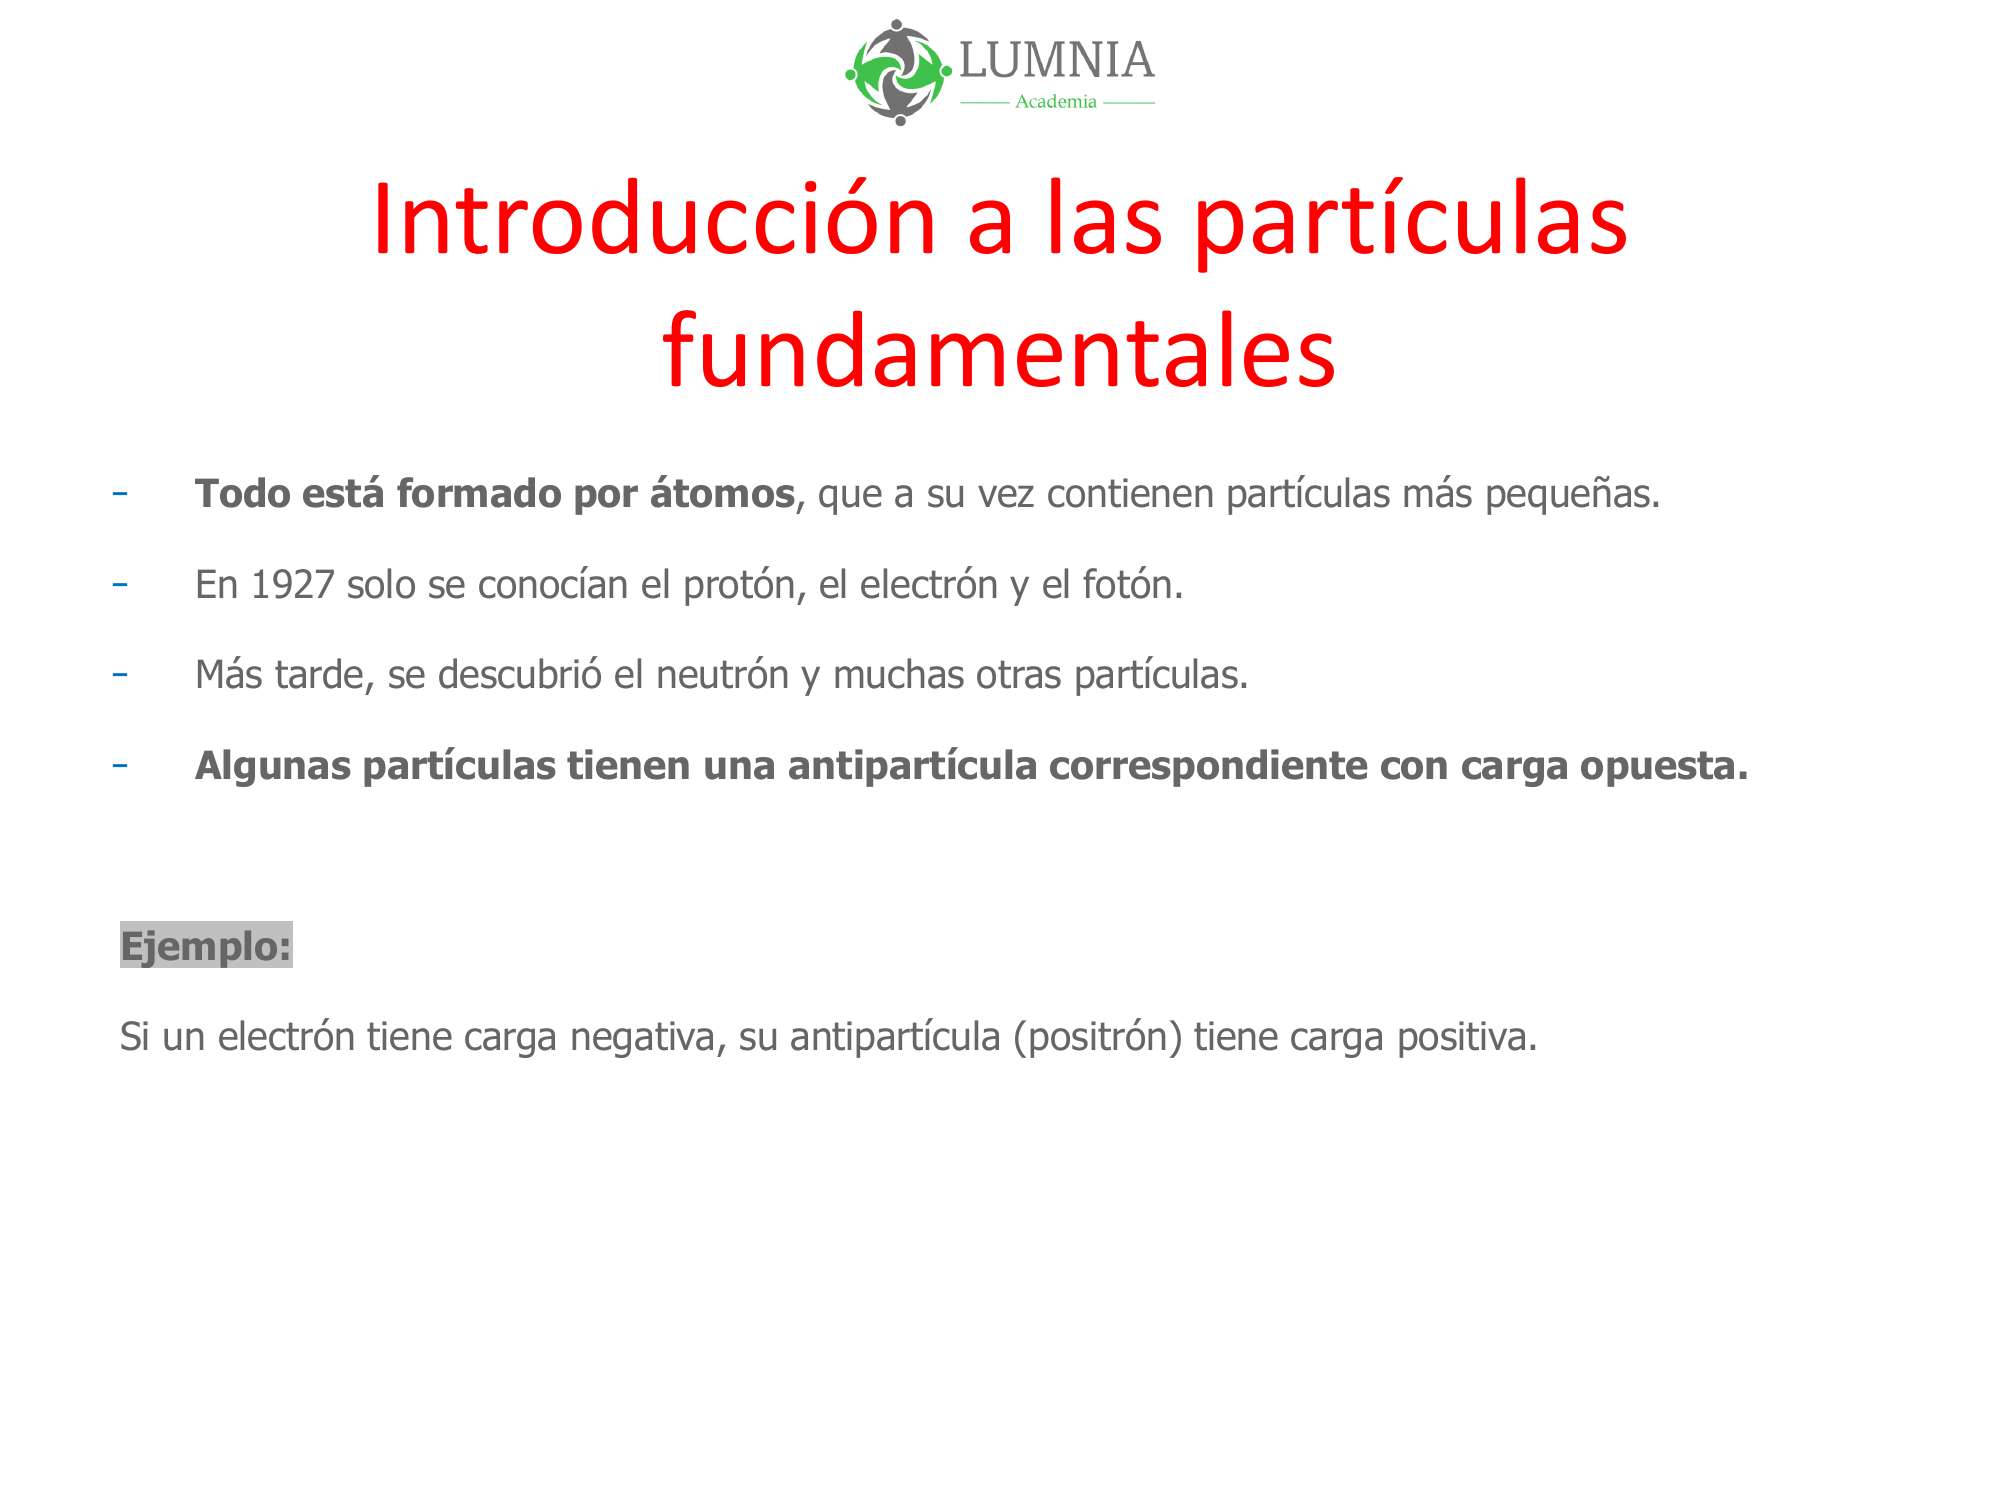 LUMNIA
Academia
Introducción a las partículas
fundamentales
- Todo está formado por átomos, que a su vez contienen partículas más pequeñas.
- En 1927 solo se conocían el protón, el electrón y el fotón.
- Más tarde, se descubrió el neutrón y muchas otras partículas.
- Algunas partículas tienen una antipartícula correspondiente con carga opuesta.
Ejemplo:
Si un electrón tiene carga negativa, su antipartícula (positrón) tiene carga positiva.